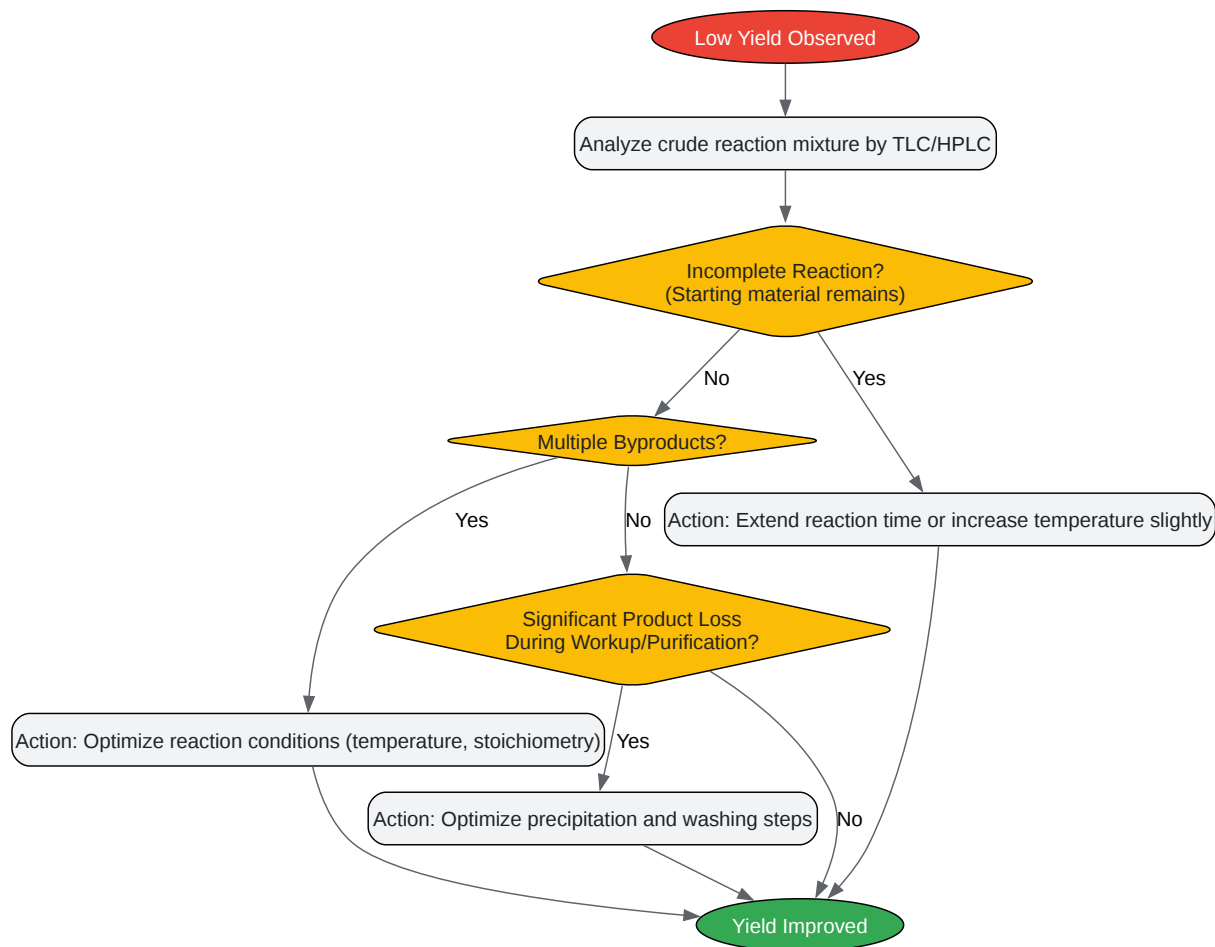 Low Yield Observed
Analyze crude reaction mixture by TLC/HPLC
Incomplete Reaction?
(Starting material remains)
No
Yes
Multiple Byproducts?
Yes
No
Action: Extend reaction time or increase temperature slightly
Significant Product Loss
During Workup/Purification?
Action: Optimize reaction conditions (temperature, stoichiometry)
Yes
Action: Optimize precipitation and washing steps
No
Yield Improved